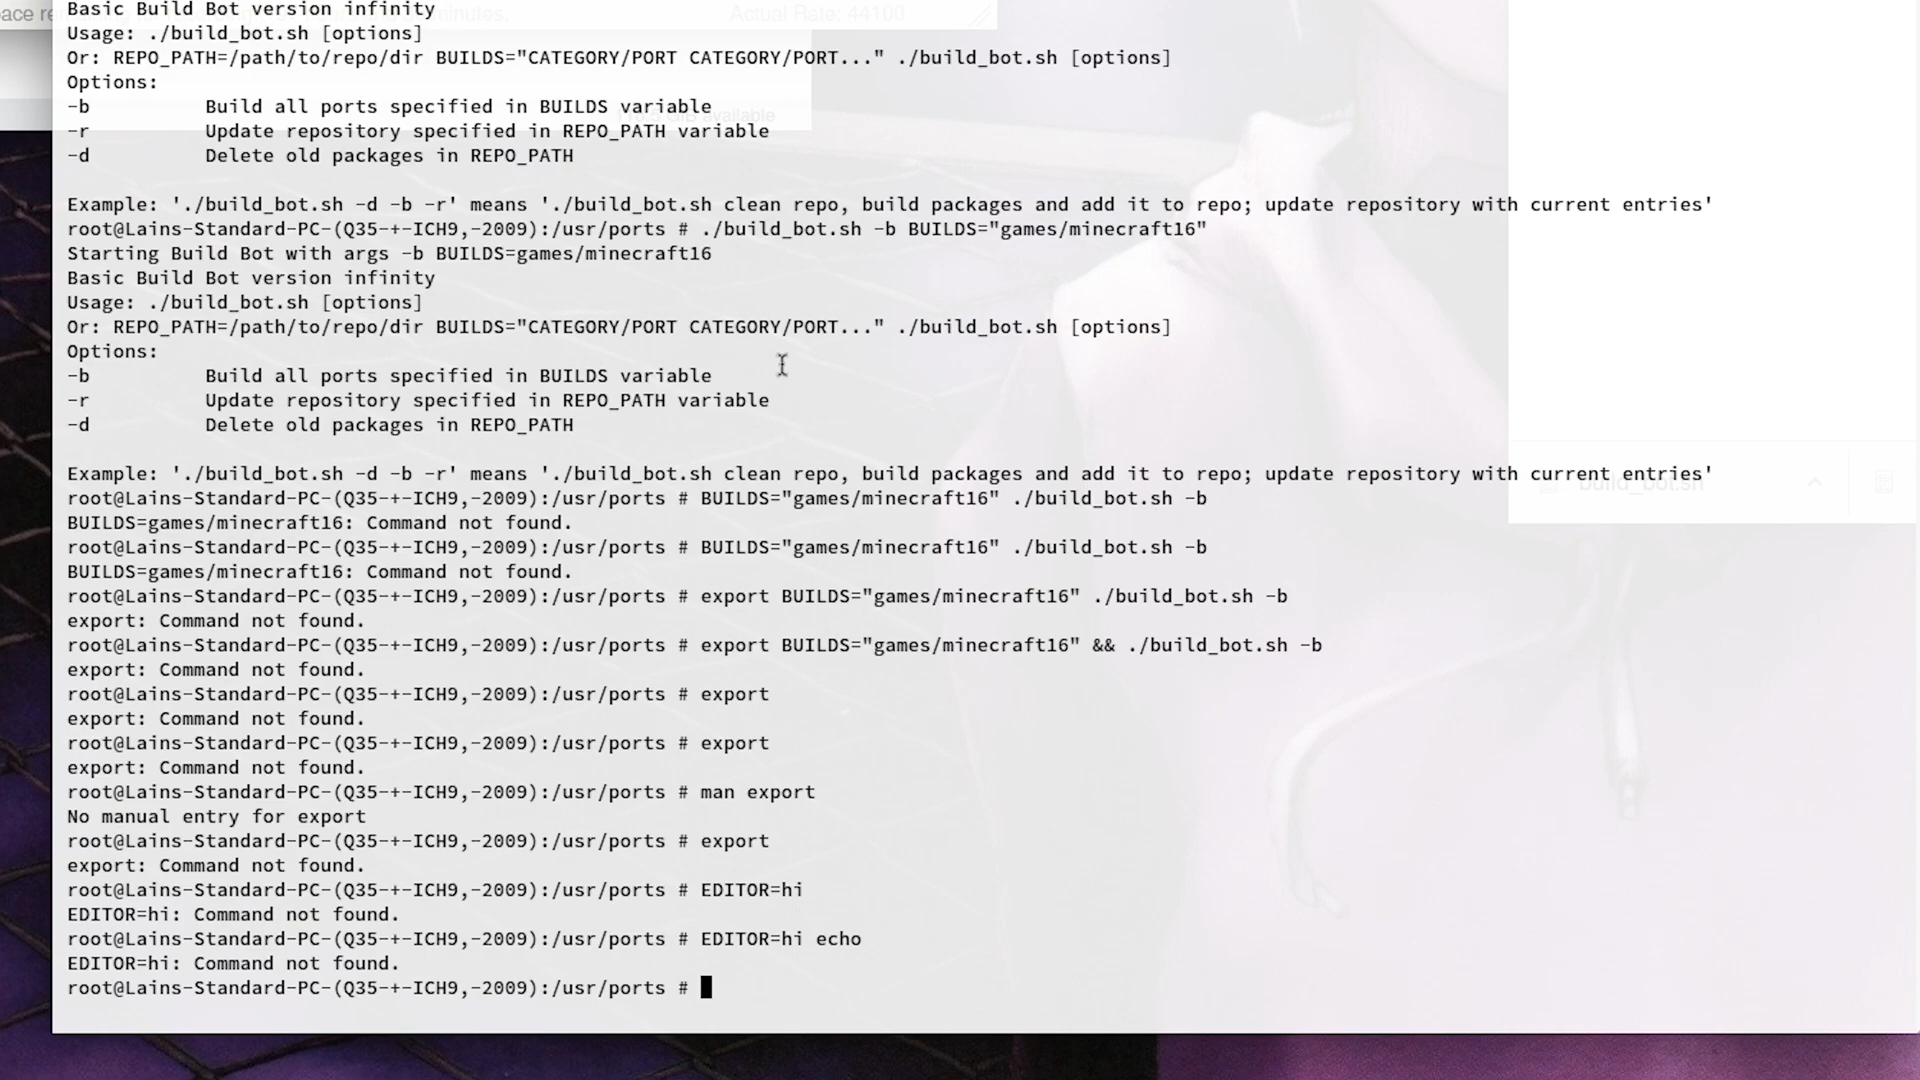 Basic Build Bot version infinity
Actual Rate: 44100
Usage: ./build_bot.sh [options]
Or: REPO_PATH=/path/to/repo/dir BUILDS="CATEGORY/PORT CATEGORY/PORT..." ./build_bot.sh [options]
Options:
-b Build all ports specified in BUILDS variable
GiB available
-r Update repository specified in REPO_PATH variable
-d Delete old packages in REPO_PATH
Example: './build_bot.sh -d -b -r' means './build_bot.sh clean repo, build packages and add it to repo; update repository with current entries'
root@Lains-Standard-PC-(Q35-+-ICH9,-2009):/usr/ports # ./build_bot.sh -b BUILDS="games/minecraft16"
Starting Build Bot with args -b BUILDS=games/minecraft16
Basic Build Bot version infinity
Usage: ./build_bot.sh [options]
Or: REPO_PATH=/path/to/repo/dir BUILDS="CATEGORY/PORT CATEGORY/PORT..." ./build_bot.sh [options]
Options:
-b Build all ports specified in BUILDS variable
-r Update repository specified in REPO_PATH variable
-d Delete old packages in REPO_PATH
Example: './build_bot.sh -d -b -r' means './build_bot.sh clean repo, build packages and add it to repo; update repository with current entries'
build_bot.sh
root@Lains-Standard-PC-(Q35-+-ICH9,-2009):/usr/ports # BUILDS="games/minecraft16" ./build_bot.sh -b
BUILDS=games/minecraft16: Command not found.
root@Lains-Standard-PC-(Q35-+-ICH9,-2009):/usr/ports # BUILDS="games/minecraft16" ./build_bot.sh -b
BUILDS=games/minecraft16: Command not found.
root@Lains-Standard-PC-(Q35-+-ICH9,-2009):/usr/ports # export BUILDS="games/minecraft16" ./build_bot.sh -b
export: Command not found.
root@Lains-Standard-PC-(Q35-+-ICH9,-2009):/usr/ports # export BUILDS="games/minecraft16" && ./build_bot.sh -b
export: Command not found.
root@Lains-Standard-PC-(Q35-+-ICH9,-2009):/usr/ports # export
export: Command not found.
root@Lains-Standard-PC-(Q35-+-ICH9,-2009):/usr/ports # export
export: Command not found.
root@Lains-Standard-PC-(Q35-+-ICH9,-2009):/usr/ports # man export
No manual entry for export
root@Lains-Standard-PC-(Q35-+-ICH9,-2009):/usr/ports # export
export: Command not found.
root@Lains-Standard-PC-(Q35-+-ICH9,-2009):/usr/ports # EDITOR=hi
EDITOR=hi: Command not found.
root@Lains-Standard-PC-(Q35-+-ICH9,-2009):/usr/ports # EDITOR=hi echo
EDITOR=hi: Command not found.
root@Lains-Standard-PC-(Q35-+-ICH9,-2009):/usr/ports #